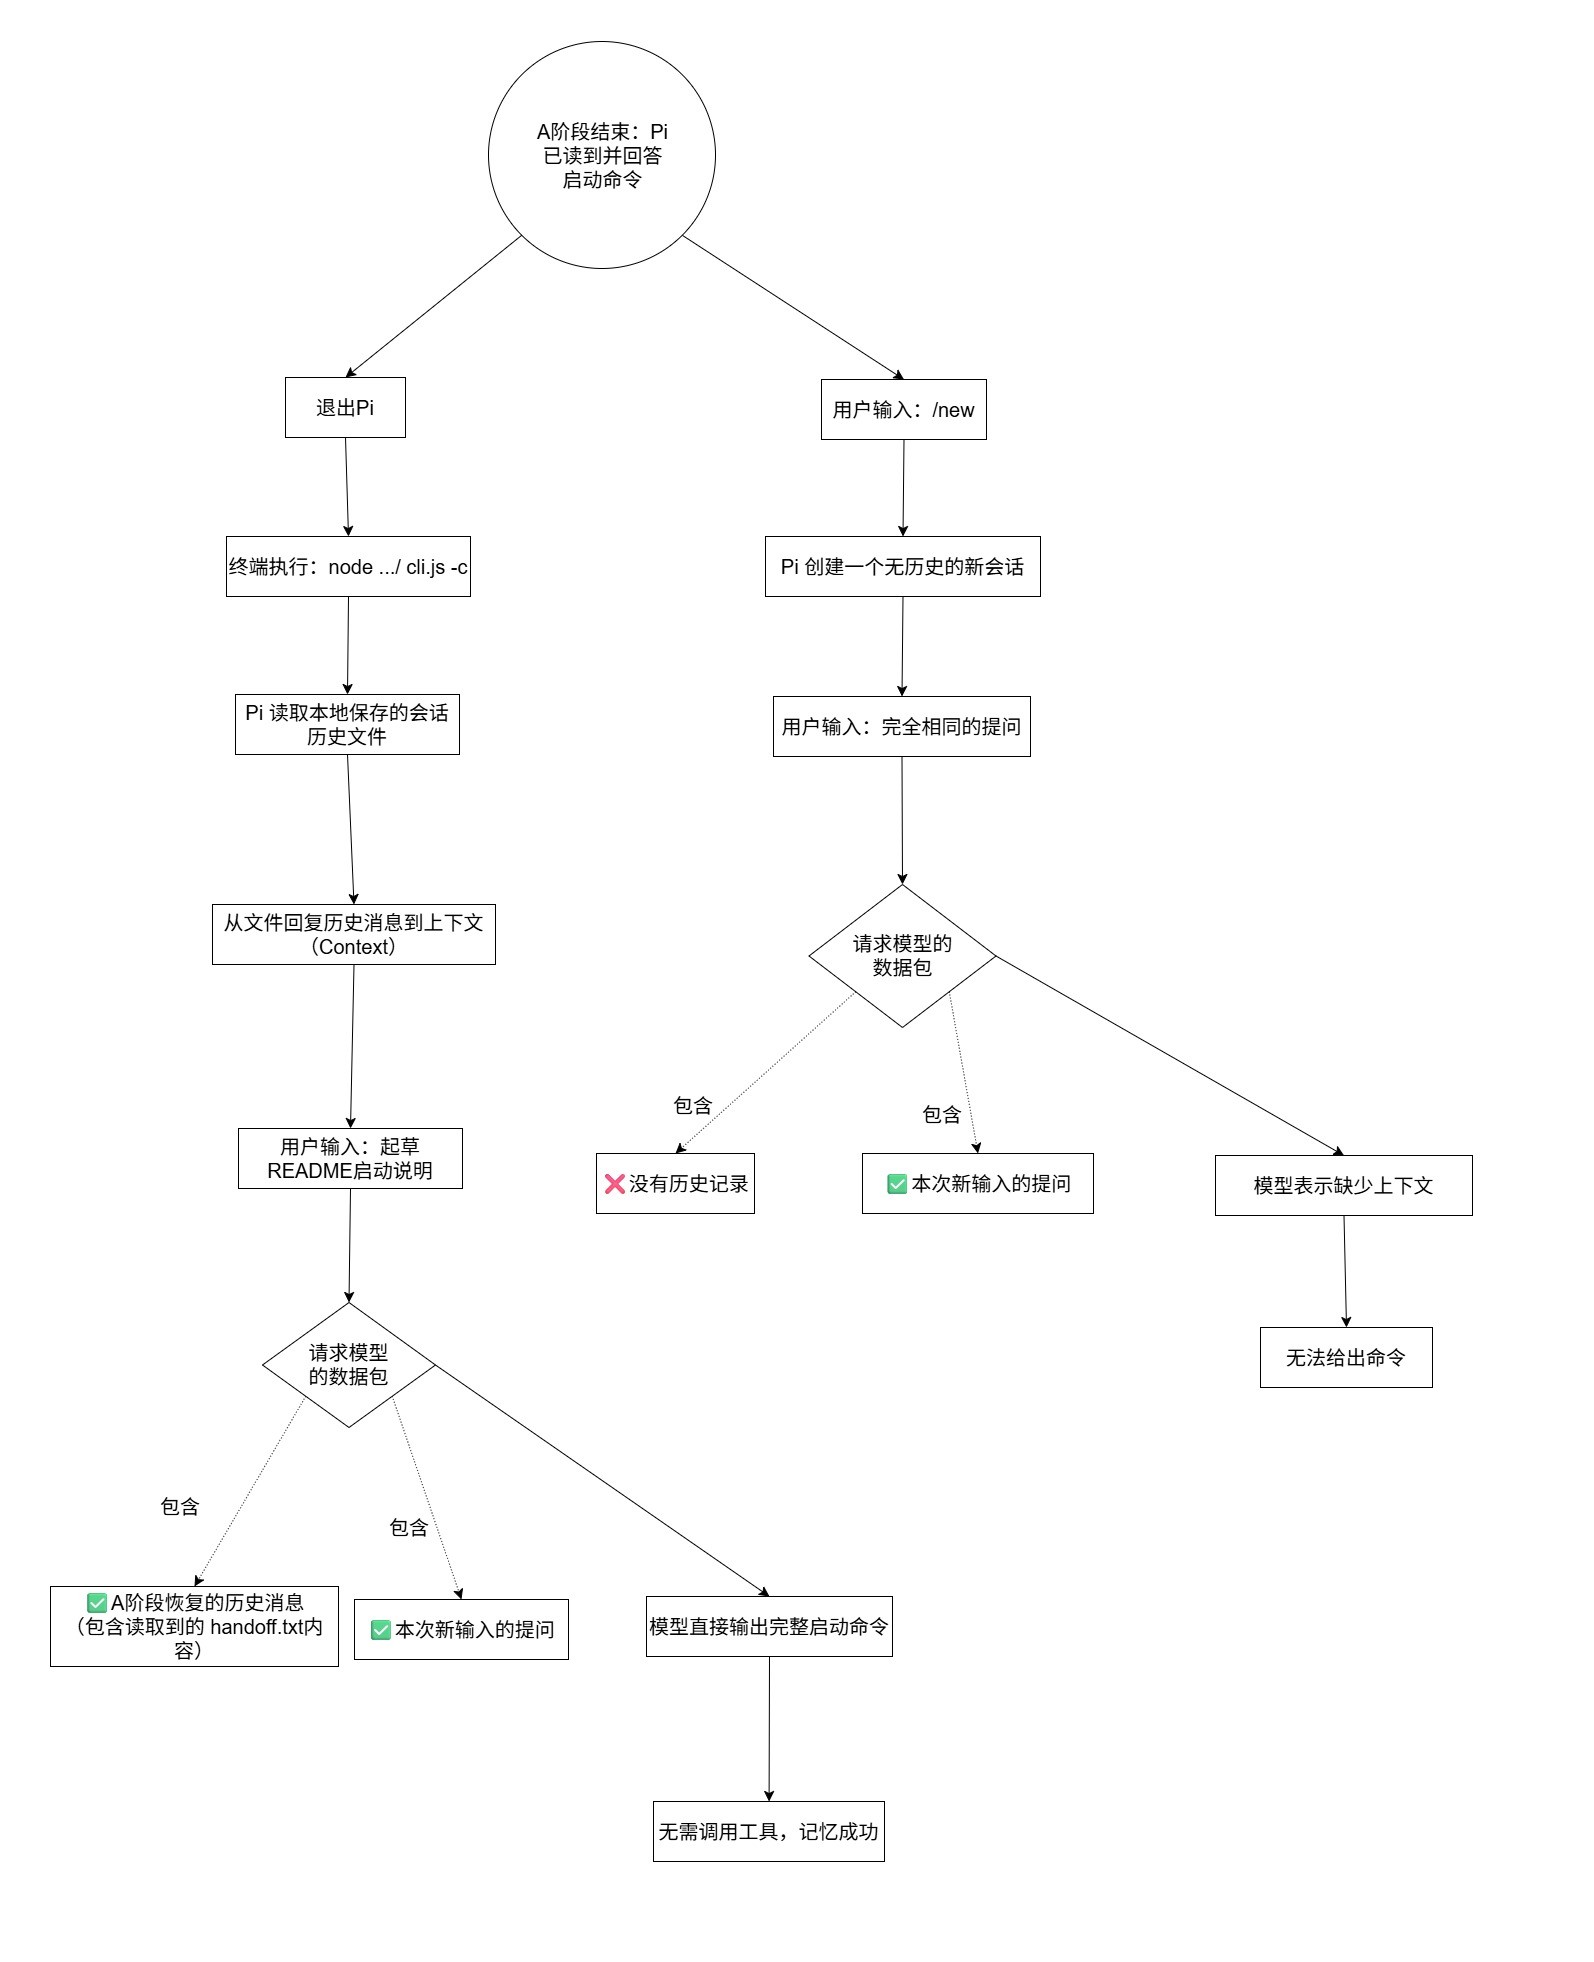 A阶段结束：Pi
已读到并回答
启动命令
退出Pi
用户输入：/new
终端执行：node .../ cli.js -c
Pi 创建一个无历史的新会话
Pi 读取本地保存的会话
历史文件
用户输入：完全相同的提问
从文件回复历史消息到上下文
（Context）
请求模型的
数据包
包含
包含
用户输入：起草
README启动说明
❌没有历史记录
✅本次新输入的提问
模型表示缺少上下文
请求模型
的数据包
无法给出命令
包含
包含
✅A阶段恢复的历史消息
（包含读取到的 handoff.txt内
容）
✅本次新输入的提问
模型直接输出完整启动命令
无需调用工具，记忆成功